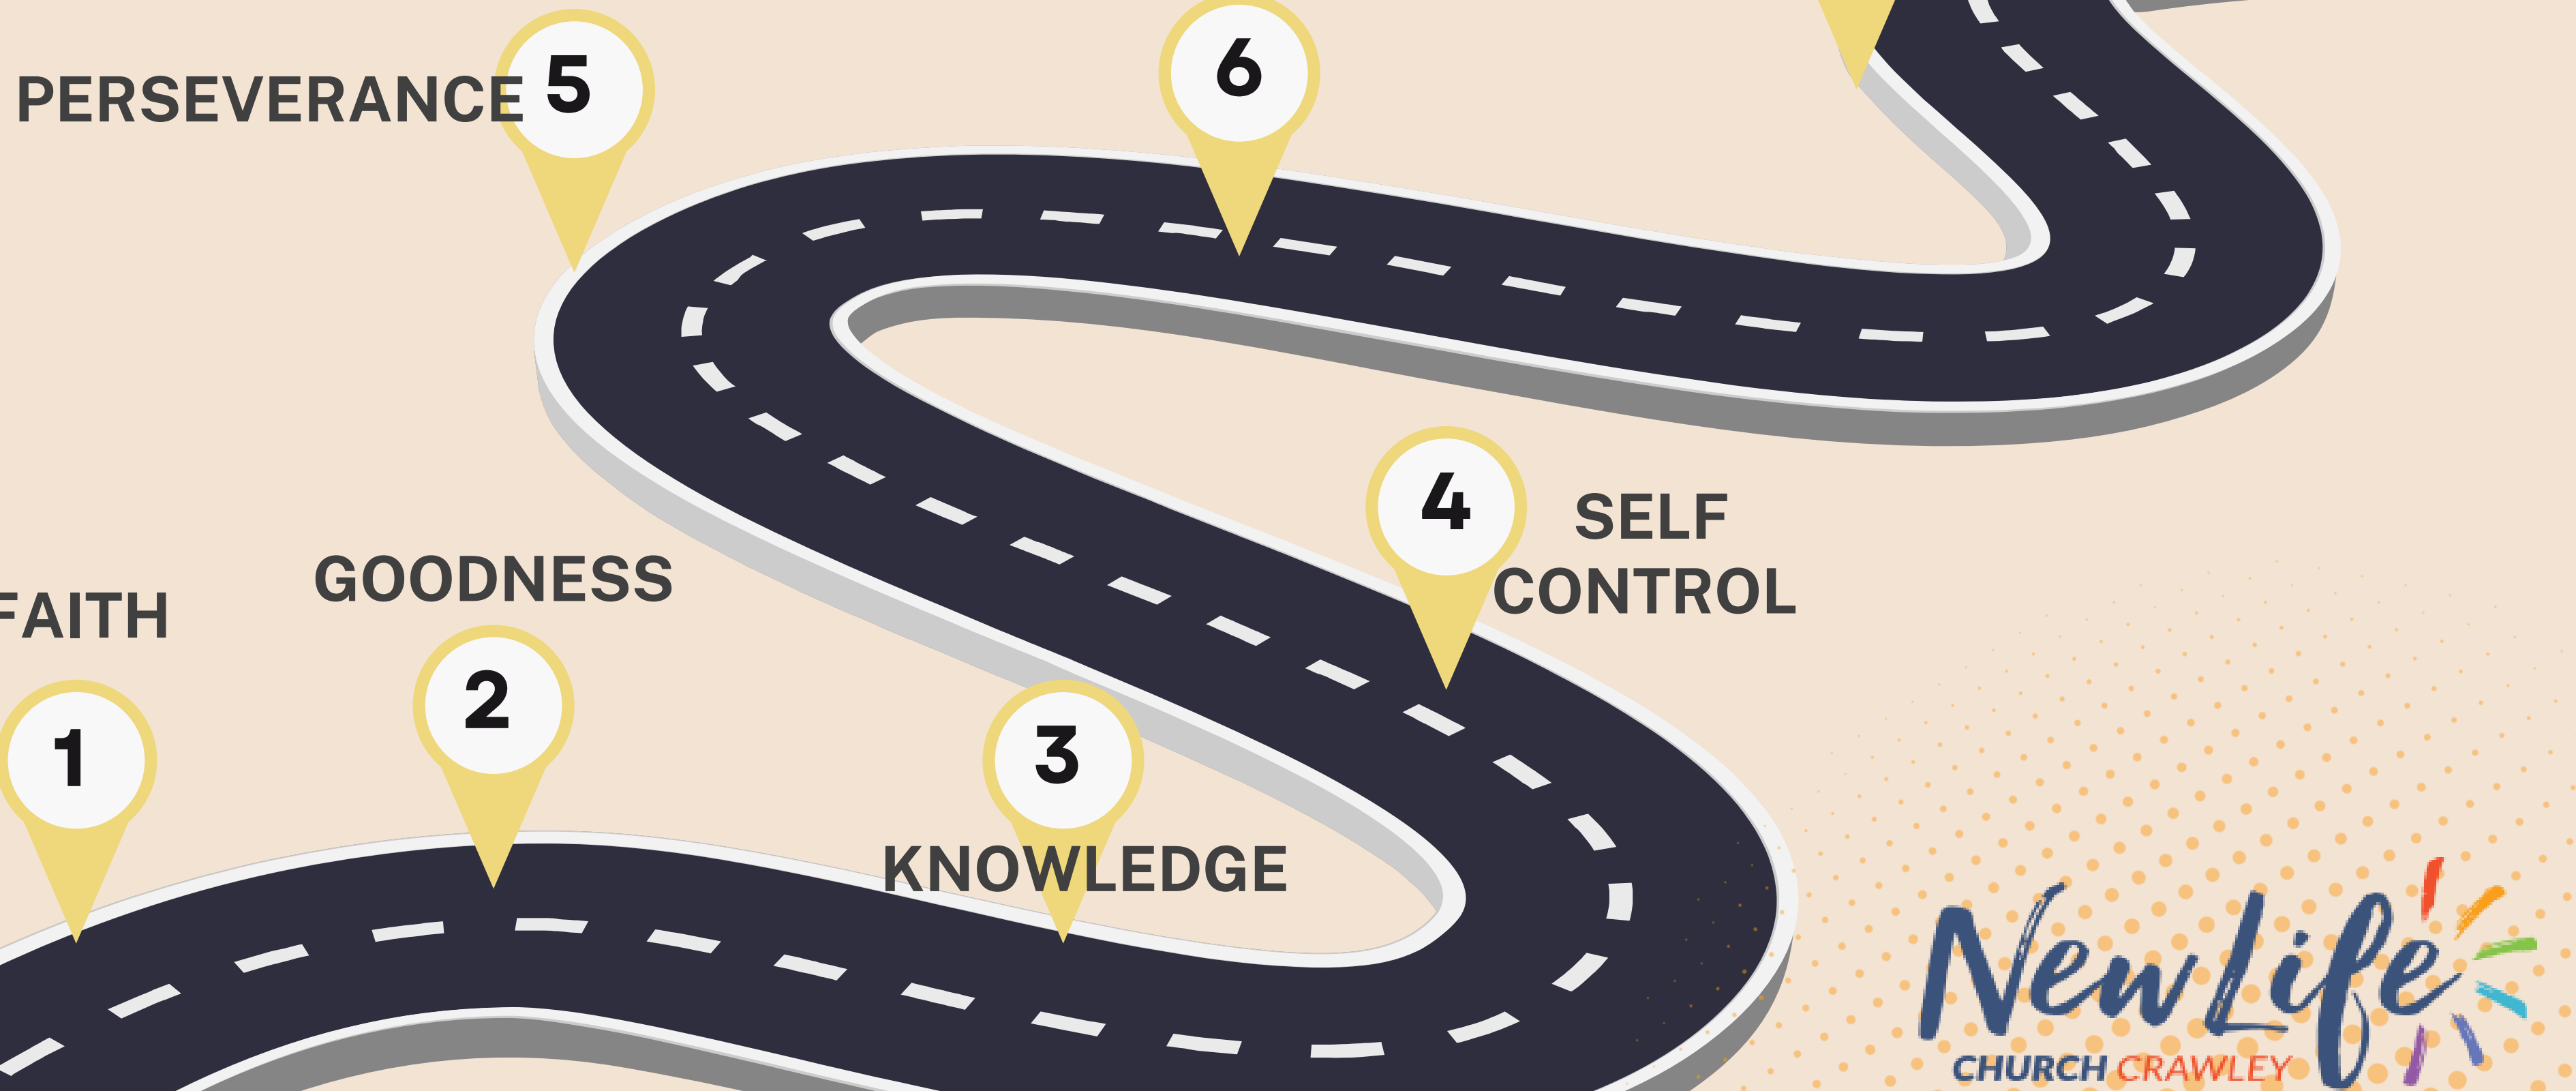 PERSEVERANCE
5
6
4
SELF
CONTROL
GOODNESS
FAITH
2
1
3
KNOWLEDGE
New Life
CHURCH CRAWLEY